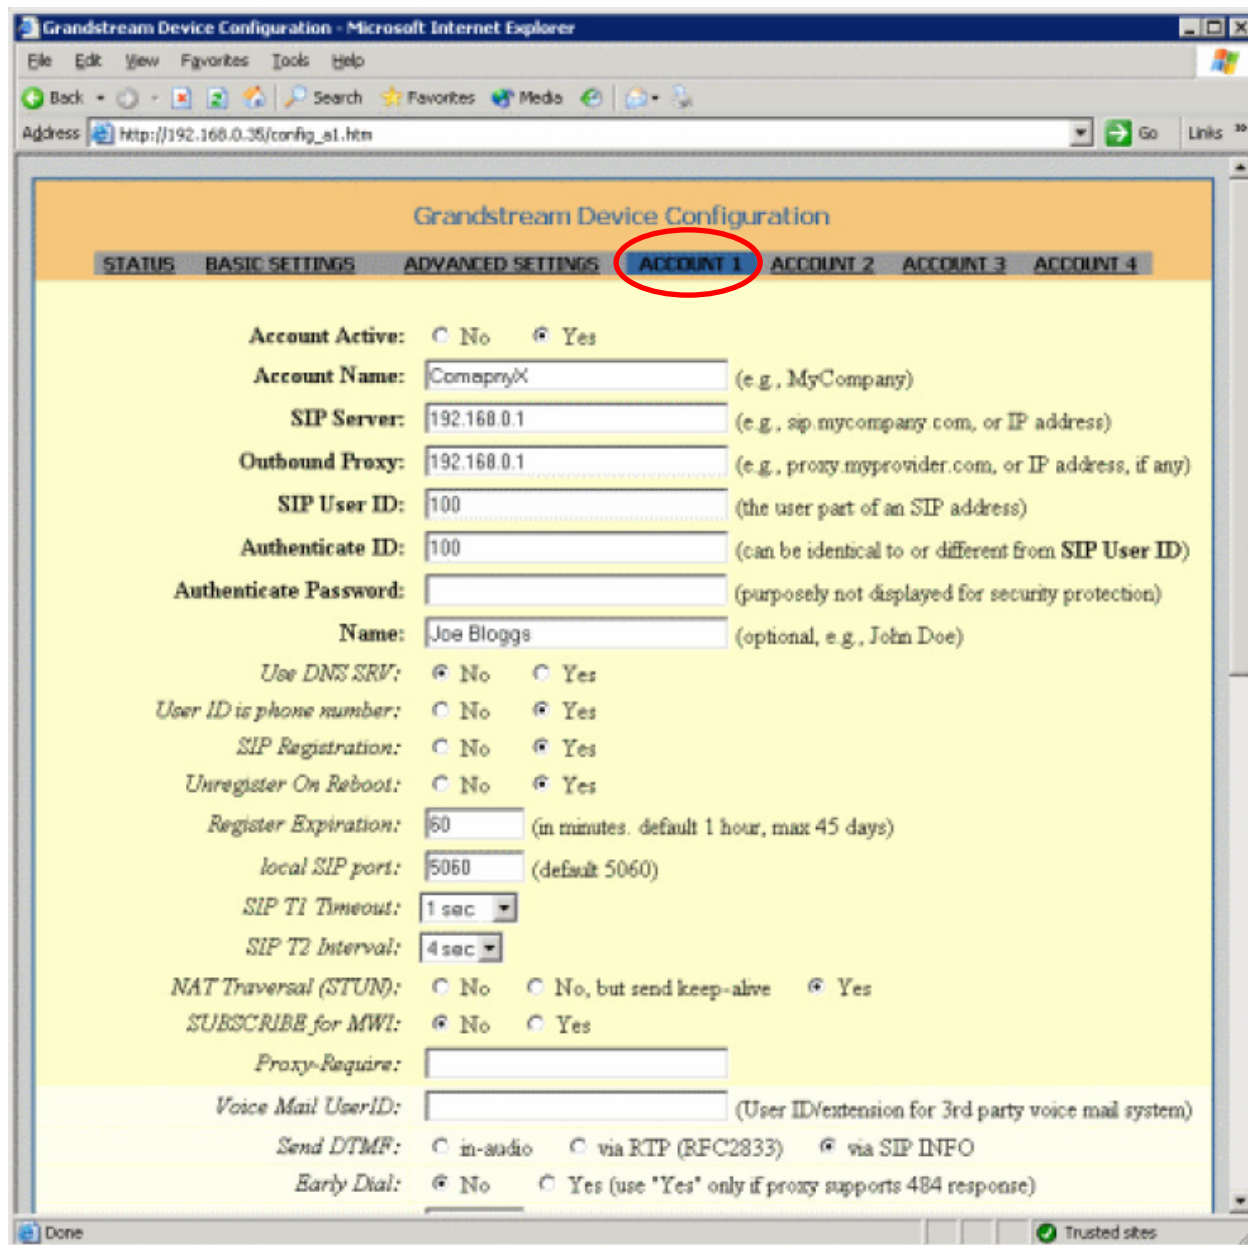 Grandstream Device Configuration - Microsoft Internet Explorer
File Edit View Favorites Tools Help
Back Search Favorites Media
Address http://192.168.0.35/config_a1.htm Go Links »
Grandstream Device Configuration
STATUS BASIC SETTINGS ADVANCED SETTINGS ACCOUNT 1 ACCOUNT 2 ACCOUNT 3 ACCOUNT 4
Account Active: No Yes
Account Name: ComapnyX (e.g., MyCompany)
SIP Server: 192.168.0.1 (e.g., sip.mycompany.com, or IP address)
Outbound Proxy: 192.168.0.1 (e.g., proxy.myprovider.com, or IP address, if any)
SIP User ID: 100 (the user part of an SIP address)
Authenticate ID: 100 (can be identical to or different from SIP User ID)
Authenticate Password: (purposely not displayed for security protection)
Name: Joe Bloggs (optional, e.g., John Doe)
Use DNS SRV: No Yes
User ID is phone number: No Yes
SIP Registration: No Yes
Unregister On Reboot: No Yes
Register Expiration: 60 (in minutes. default 1 hour, max 45 days)
local SIP port: 5060 (default 5060)
SIP T1 Timeout: 1 sec
SIP T2 Interval: 4 sec
NAT Traversal (STUN): No No, but send keep-alive Yes
SUBSCRIBE for MWI: No Yes
Proxy-Require:
Voice Mail UserID: (User ID/extension for 3rd party voice mail system)
Send DTMF: in-audio via RTP (RFC2833) via SIP INFO
Early Dial: No Yes (use "Yes" only if proxy supports 484 response)
Done Trusted sites